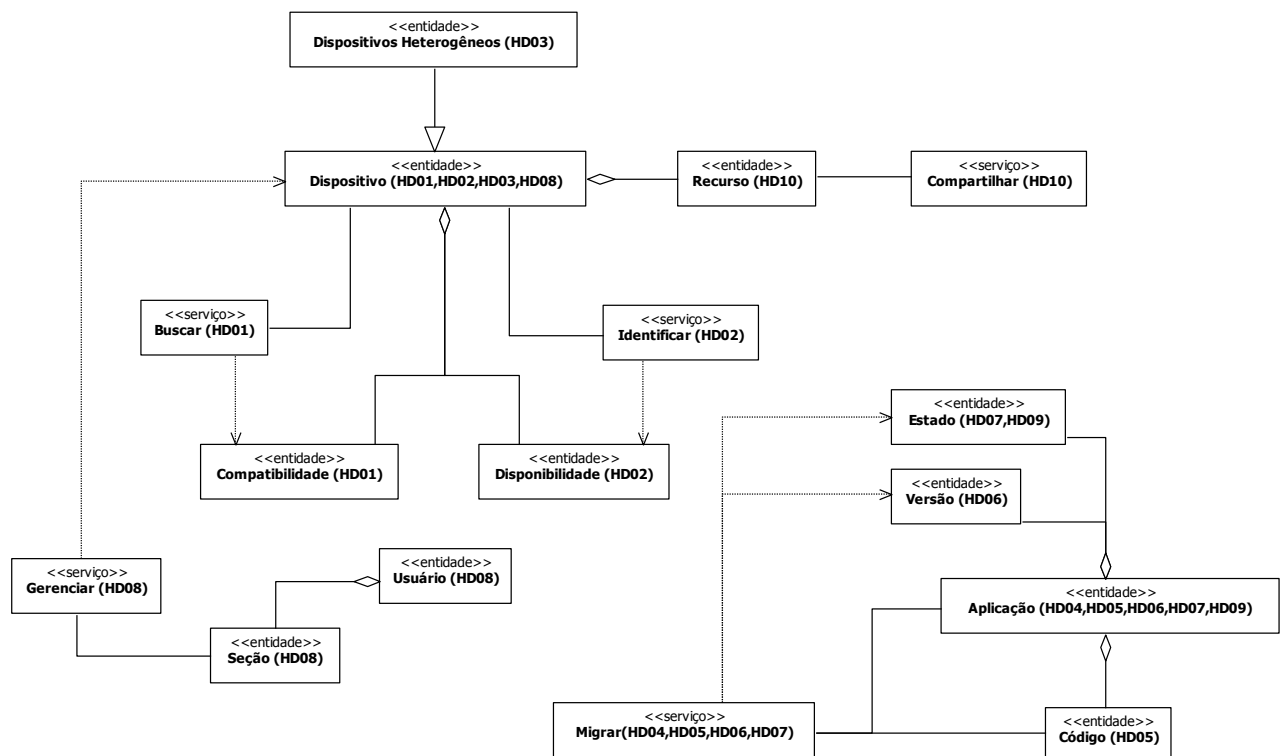 <<entidade>>
Dispositivos Heterogêneos (HD03)
<<entidade>>
Dispositivo (HD01,HD02,HD03,HD08)
<<entidade>>
Recurso (HD10)
<<serviço>>
Compartilhar (HD10)
<<serviço>>
Buscar (HD01)
<<serviço>>
Identificar (HD02)
<<entidade>>
Compatibilidade (HD01)
<<entidade>>
Disponibilidade (HD02)
<<entidade>>
Estado (HD07,HD09)
<<entidade>>
Versão (HD06)
<<serviço>>
Gerenciar (HD08)
<<entidade>>
Usuário (HD08)
<<entidade>>
Seção (HD08)
<<entidade>>
Aplicação (HD04,HD05,HD06,HD07,HD09)
<<serviço>>
Migrar(HD04,HD05,HD06,HD07)
<<entidade>>
Código (HD05)